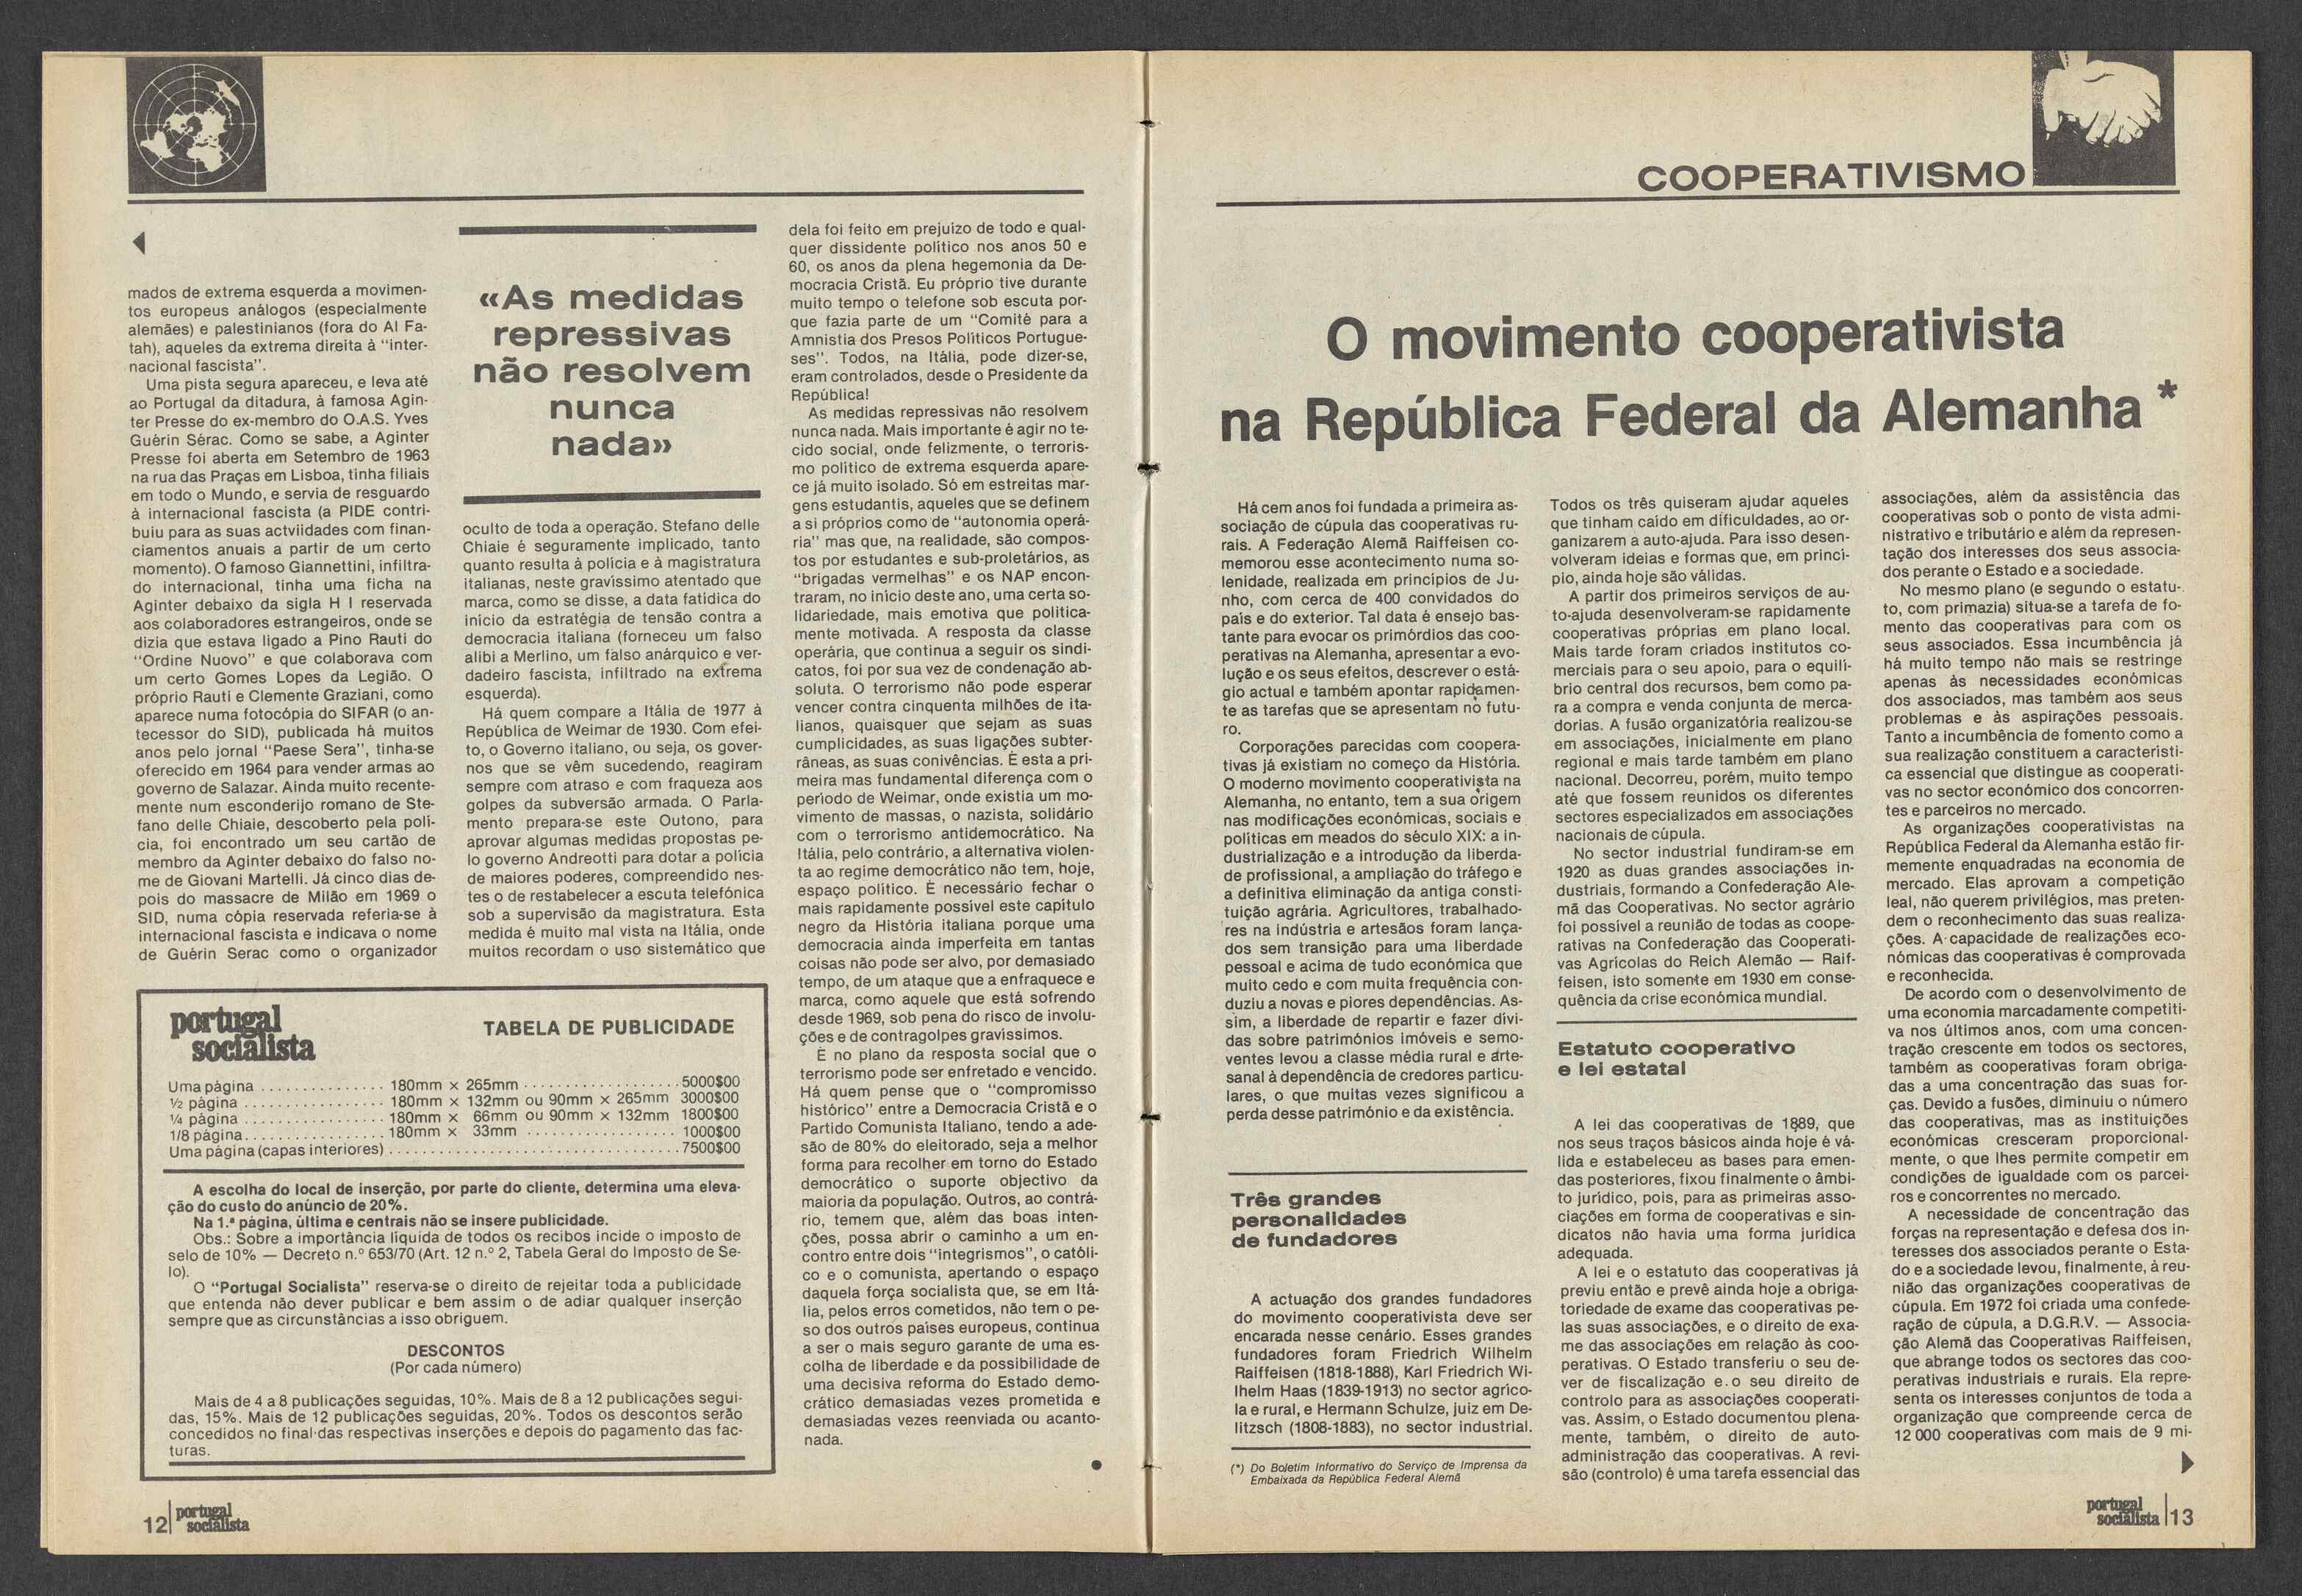 mados de extrema esquerda a movimen-
tos europeus análogos (especialmente
alemães) e palestinianos (fora do Al Fa-
tah), aqueles da extrema direita à "inter-
nacional fascista".
Uma pista segura apareceu, e leva até
ao Portugal da ditadura, à famosa Agin-
ter Presse do ex-membro do O.A.S. Yves
Guérin Sérac. Como se sabe, a Aginter
Presse foi aberta em Setembro de 1963
na rua das Praças em Lisboa, tinha filiais
em todo o Mundo, e servia de resguardo
à internacional fascista (a PIDE contri-
buiu para as suas actviidades com finan-
ciamentos anuais a partir de um certo
momento). O famoso Giannettini, infiltra-
do internacional, tinha uma ficha na
Aginter debaixo da sigla H I reservada
aos colaboradores estrangeiros, onde se
dizia que estava ligado a Pino Rauti do
"Ordine Nuovo" e que colaborava com
um certo Gomes Lopes da Legião. O
próprio Rauti e Clemente Graziani, como
aparece numa fotocópia do SIFAR (o an-
tecessor do SID), publicada há muitos
anos pelo jornal "Paese Sera", tinha-se
oferecido em 1964 para vender armas ao
governo de Salazar. Ainda muito recente-
mente num esconderijo romano de Ste-
fano delle Chiaie, descoberto pela polí-
cia, foi encontrado um seu cartão de
membro da Aginter debaixo do falso no-
me de Giovani Martelli. Já cinco dias de-
pois do massacre de Milão em 1969 o
SID, numa cópia reservada referia-se à
internacional fascista e indicava o nome
de Guérin Serac como o organizador
«As medidas
repressivas
não resolvem
nunca
nada»
oculto de toda a operação. Stefano delle
Chiaie é seguramente implicado, tanto
quanto resulta à polícia e à magistratura
italianas, neste gravíssimo atentado que
marca, como se disse, a data fatídica do
início da estratégia de tensão contra a
democracia italiana (forneceu um falso
alibi a Merlino, um falso anárquico e ver-
dadeiro fascista, infiltrado na extrema
esquerda).
Há quem compare a Itália de 1977 à
República de Weimar de 1930. Com efei-
to, o Governo italiano, ou seja, os gover-
nos que se vêm sucedendo, reagiram
sempre com atraso e com fraqueza aos
golpes da subversão armada. O Parla-
mento prepara-se este Outono, para
aprovar algumas medidas propostas pe-
lo governo Andreotti para dotar a polícia
de maiores poderes, compreendido nes-
tes o de restabelecer a escuta telefónica
sob a supervisão da magistratura. Esta
medida é muito mal vista na Itália, onde
muitos recordam o uso sistemático que
dela foi feito em prejuizo de todo e qual-
quer dissidente político nos anos 50 e
60, os anos da plena hegemonia da De-
mocracia Cristã. Eu próprio tive durante
muito tempo o telefone sob escuta por-
que fazia parte de um "Comité para a
Amnistia dos Presos Políticos Portugue-
ses". Todos, na Itália, pode dizer-se,
eram controlados, desde o Presidente da
República!
As medidas repressivas não resolvem
nunca nada. Mais importante é agir no te-
cido social, onde felizmente, o terroris-
mo político de extrema esquerda apare-
ce já muito isolado. Só em estreitas mar-
gens estudantis, aqueles que se definem
a si próprios como de "autonomia operá-
ria" mas que, na realidade, são compos-
tos por estudantes e sub-proletários, as
"brigadas vermelhas" e os NAP encon-
traram, no início deste ano, uma certa so-
lidariedade, mais emotiva que politica-
mente motivada. A resposta da classe
operária, que continua a seguir os sindi-
catos, foi por sua vez de condenação ab-
soluta. O terrorismo não pode esperar
vencer contra cinquenta milhões de ita-
lianos, quaisquer que sejam as suas
cumplicidades, as suas ligações subter-
râneas, as suas conivências. É esta a pri-
meira mas fundamental diferença com o
período de Weimar, onde existia um mo-
vimento de massas, o nazista, solidário
com o terrorismo antidemocrático. Na
Itália, pelo contrário, a alternativa violen-
ta ao regime democrático não tem, hoje,
espaço político. É necessário fechar o
mais rapidamente possível este capítulo
negro da História italiana porque uma
democracia ainda imperfeita em tantas
coisas não pode ser alvo, por demasiado
tempo, de um ataque que a enfraquece e
marca, como aquele que está sofrendo
desde 1969, sob pena do risco de involu-
ções e de contragolpes gravíssimos.
É no plano da resposta social que o
terrorismo pode ser enfretado e vencido.
Há quem pense que o "compromisso
histórico" entre a Democracia Cristã e o
Partido Comunista Italiano, tendo a ade-
são de 80% do eleitorado, seja a melhor
forma para recolher em torno do Estado
democrático o suporte objectivo da
maioria da população. Outros, ao contrá-
rio, temem que, além das boas inten-
ções, possa abrir o caminho a um en-
contro entre dois "integrismos", o católi-
co e o comunista, apertando o espaço
daquela força socialista que, se em Itá-
lia, pelos erros cometidos, não tem o pe-
so dos outros países europeus, continua
a ser o mais seguro garante de uma es-
colha de liberdade e da possibilidade de
uma decisiva reforma do Estado demo-
crático demasiadas vezes prometida e
demasiadas vezes reenviada ou acanto-
nada.
portugal
socialista
TABELA DE PUBLICIDADE
Uma página ............... 180mm × 265mm ................... 5000$00
½ página ................. 180mm × 132mm ou 90mm × 265mm 3000$00
¼ página ................. 180mm × 66mm ou 90mm × 132mm 1800$00
1/8 página ................. 180mm × 33mm .................. 1000$00
Uma página (capas interiores) ................................... 7500$00
A escolha do local de inserção, por parte do cliente, determina uma eleva-
ção do custo do anúncio de 20%.
Na 1.ª página, última e centrais não se insere publicidade.
Obs.: Sobre a importância líquida de todos os recibos incide o imposto de
selo de 10% — Decreto n.º 653/70 (Art. 12 n.º 2, Tabela Geral do Imposto de Se-
lo).
O "Portugal Socialista" reserva-se o direito de rejeitar toda a publicidade
que entenda não dever publicar e bem assim o de adiar qualquer inserção
sempre que as circunstâncias a isso obriguem.
DESCONTOS
(Por cada número)
Mais de 4 a 8 publicações seguidas, 10%. Mais de 8 a 12 publicações segui-
das, 15%. Mais de 12 publicações seguidas, 20%. Todos os descontos serão
concedidos no final das respectivas inserções e depois do pagamento das fac-
turas.
12 portugal
socialista
COOPERATIVISMO
O movimento cooperativista
na República Federal da Alemanha *
Há cem anos foi fundada a primeira as-
sociação de cúpula das cooperativas ru-
rais. A Federação Alemã Raiffeisen co-
memorou esse acontecimento numa so-
lenidade, realizada em princípios de Ju-
nho, com cerca de 400 convidados do
país e do exterior. Tal data é ensejo bas-
tante para evocar os primórdios das coo-
perativas na Alemanha, apresentar a evo-
lução e os seus efeitos, descrever o está-
gio actual e também apontar rapidamen-
te as tarefas que se apresentam no futu-
ro.
Corporações parecidas com coopera-
tivas já existiam no começo da História.
O moderno movimento cooperativista na
Alemanha, no entanto, tem a sua origem
nas modificações económicas, sociais e
políticas em meados do século XIX: a in-
dustrialização e a introdução da liberda-
de profissional, a ampliação do tráfego e
a definitiva eliminação da antiga consti-
tuição agrária. Agricultores, trabalhado-
res na indústria e artesãos foram lança-
dos sem transição para uma liberdade
pessoal e acima de tudo económica que
muito cedo e com muita frequência con-
duziu a novas e piores dependências. As-
sim, a liberdade de repartir e fazer dívi-
das sobre patrimónios imóveis e semo-
ventes levou a classe média rural e arte-
sanal à dependência de credores particu-
lares, o que muitas vezes significou a
perda desse património e da existência.
Três grandes
personalidades
de fundadores
A actuação dos grandes fundadores
do movimento cooperativista deve ser
encarada nesse cenário. Esses grandes
fundadores foram Friedrich Wilhelm
Raiffeisen (1818-1888), Karl Friedrich Wi-
lhelm Haas (1839-1913) no sector agríco-
la e rural, e Hermann Schulze, juiz em De-
litzsch (1808-1883), no sector industrial.
(*) Do Boletim Informativo do Serviço de Imprensa da
Embaixada da República Federal Alemã
Todos os três quiseram ajudar aqueles
que tinham caído em dificuldades, ao or-
ganizarem a auto-ajuda. Para isso desen-
volveram ideias e formas que, em princí-
pio, ainda hoje são válidas.
A partir dos primeiros serviços de au-
to-ajuda desenvolveram-se rapidamente
cooperativas próprias em plano local.
Mais tarde foram criados institutos co-
merciais para o seu apoio, para o equilí-
brio central dos recursos, bem como pa-
ra a compra e venda conjunta de merca-
dorias. A fusão organizatória realizou-se
em associações, inicialmente em plano
regional e mais tarde também em plano
nacional. Decorreu, porém, muito tempo
até que fossem reunidos os diferentes
sectores especializados em associações
nacionais de cúpula.
No sector industrial fundiram-se em
1920 as duas grandes associações in-
dustriais, formando a Confederação Ale-
mã das Cooperativas. No sector agrário
foi possível a reunião de todas as coope-
rativas na Confederação das Cooperati-
vas Agrícolas do Reich Alemão — Raif-
feisen, isto somente em 1930 em conse-
quência da crise económica mundial.
Estatuto cooperativo
e lei estatal
A lei das cooperativas de 1889, que
nos seus traços básicos ainda hoje é vá-
lida e estabeleceu as bases para emen-
das posteriores, fixou finalmente o âmbi-
to jurídico, pois, para as primeiras asso-
ciações em forma de cooperativas e sin-
dicatos não havia uma forma jurídica
adequada.
A lei e o estatuto das cooperativas já
previu então e prevê ainda hoje a obriga-
toriedade de exame das cooperativas pe-
las suas associações, e o direito de exa-
me das associações em relação às coo-
perativas. O Estado transferiu o seu de-
ver de fiscalização e o seu direito de
controlo para as associações cooperati-
vas. Assim, o Estado documentou plena-
mente, também, o direito de auto-
administração das cooperativas. A revi-
são (controlo) é uma tarefa essencial das
associações, além da assistência das
cooperativas sob o ponto de vista admi-
nistrativo e tributário e além da represen-
tação dos interesses dos seus associa-
dos perante o Estado e a sociedade.
No mesmo plano (e segundo o estatu-
to, com primazia) situa-se a tarefa de fo-
mento das cooperativas para com os
seus associados. Essa incumbência já
há muito tempo não mais se restringe
apenas às necessidades económicas
dos associados, mas também aos seus
problemas e às aspirações pessoais.
Tanto a incumbência de fomento como a
sua realização constituem a característi-
ca essencial que distingue as cooperati-
vas no sector económico dos concorren-
tes e parceiros no mercado.
As organizações cooperativistas na
República Federal da Alemanha estão fir-
memente enquadradas na economia de
mercado. Elas aprovam a competição
leal, não querem privilégios, mas preten-
dem o reconhecimento das suas realiza-
ções. A capacidade de realizações eco-
nómicas das cooperativas é comprovada
e reconhecida.
De acordo com o desenvolvimento de
uma economia marcadamente competiti-
va nos últimos anos, com uma concen-
tração crescente em todos os sectores,
também as cooperativas foram obriga-
das a uma concentração das suas for-
ças. Devido a fusões, diminuiu o número
das cooperativas, mas as instituições
económicas cresceram proporcional-
mente, o que lhes permite competir em
condições de igualdade com os parcei-
ros e concorrentes no mercado.
A necessidade de concentração das
forças na representação e defesa dos in-
teresses dos associados perante o Esta-
do e a sociedade levou, finalmente, à reu-
nião das organizações cooperativas de
cúpula. Em 1972 foi criada uma confede-
ração de cúpula, a D.G.R.V. — Associa-
ção Alemã das Cooperativas Raiffeisen,
que abrange todos os sectores das coo-
perativas industriais e rurais. Ela repre-
senta os interesses conjuntos de toda a
organização que compreende cerca de
12 000 cooperativas com mais de 9 mi-
portugal
socialista 13